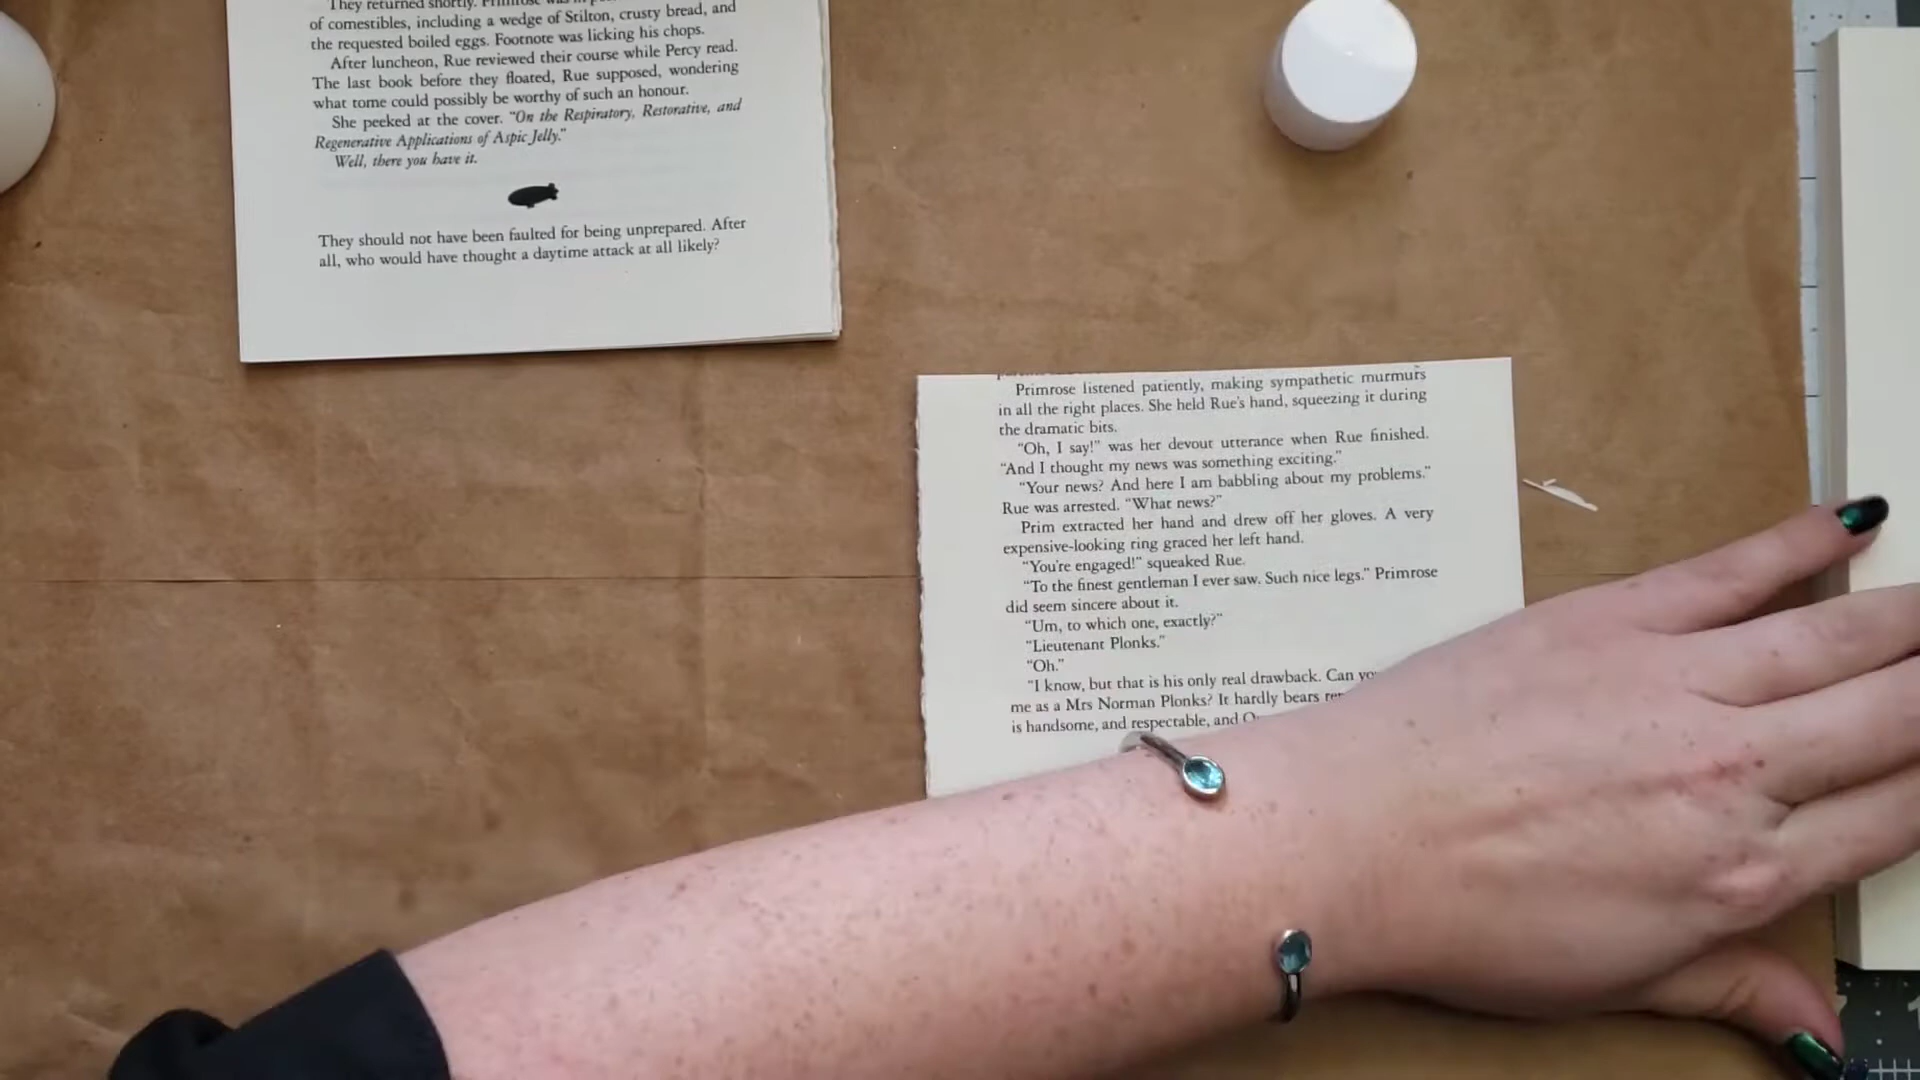 They returned shortly. Primrose was in
of comestibles, including a wedge of Stilton, crusty bread, and
the requested boiled eggs. Footnote was licking his chops.
After luncheon, Rue reviewed their course while Percy read.
The last book before they floated, Rue supposed, wondering
what tome could possibly be worthy of such an honour.
She peeked at the cover. “On the Respiratory, Restorative, and
Regenerative Applications of Aspic Jelly.”
Well, there you have it.
They should not have been faulted for being unprepared. After
all, who would have thought a daytime attack at all likely?
Primrose listened patiently, making sympathetic murmurs
in all the right places. She held Rue’s hand, squeezing it during
the dramatic bits.
“Oh, I say!” was her devout utterance when Rue finished.
“And I thought my news was something exciting.”
“Your news? And here I am babbling about my problems.”
Rue was arrested. “What news?”
Prim extracted her hand and drew off her gloves. A very
expensive-looking ring graced her left hand.
“You’re engaged!” squeaked Rue.
“To the finest gentleman I ever saw. Such nice legs.” Primrose
did seem sincere about it.
“Um, to which one, exactly?”
“Lieutenant Plonks.”
“Oh.”
“I know, but that is his only real drawback. Can
me as a Mrs Norman Plonks? It hardly bears
is handsome, and respectable, and